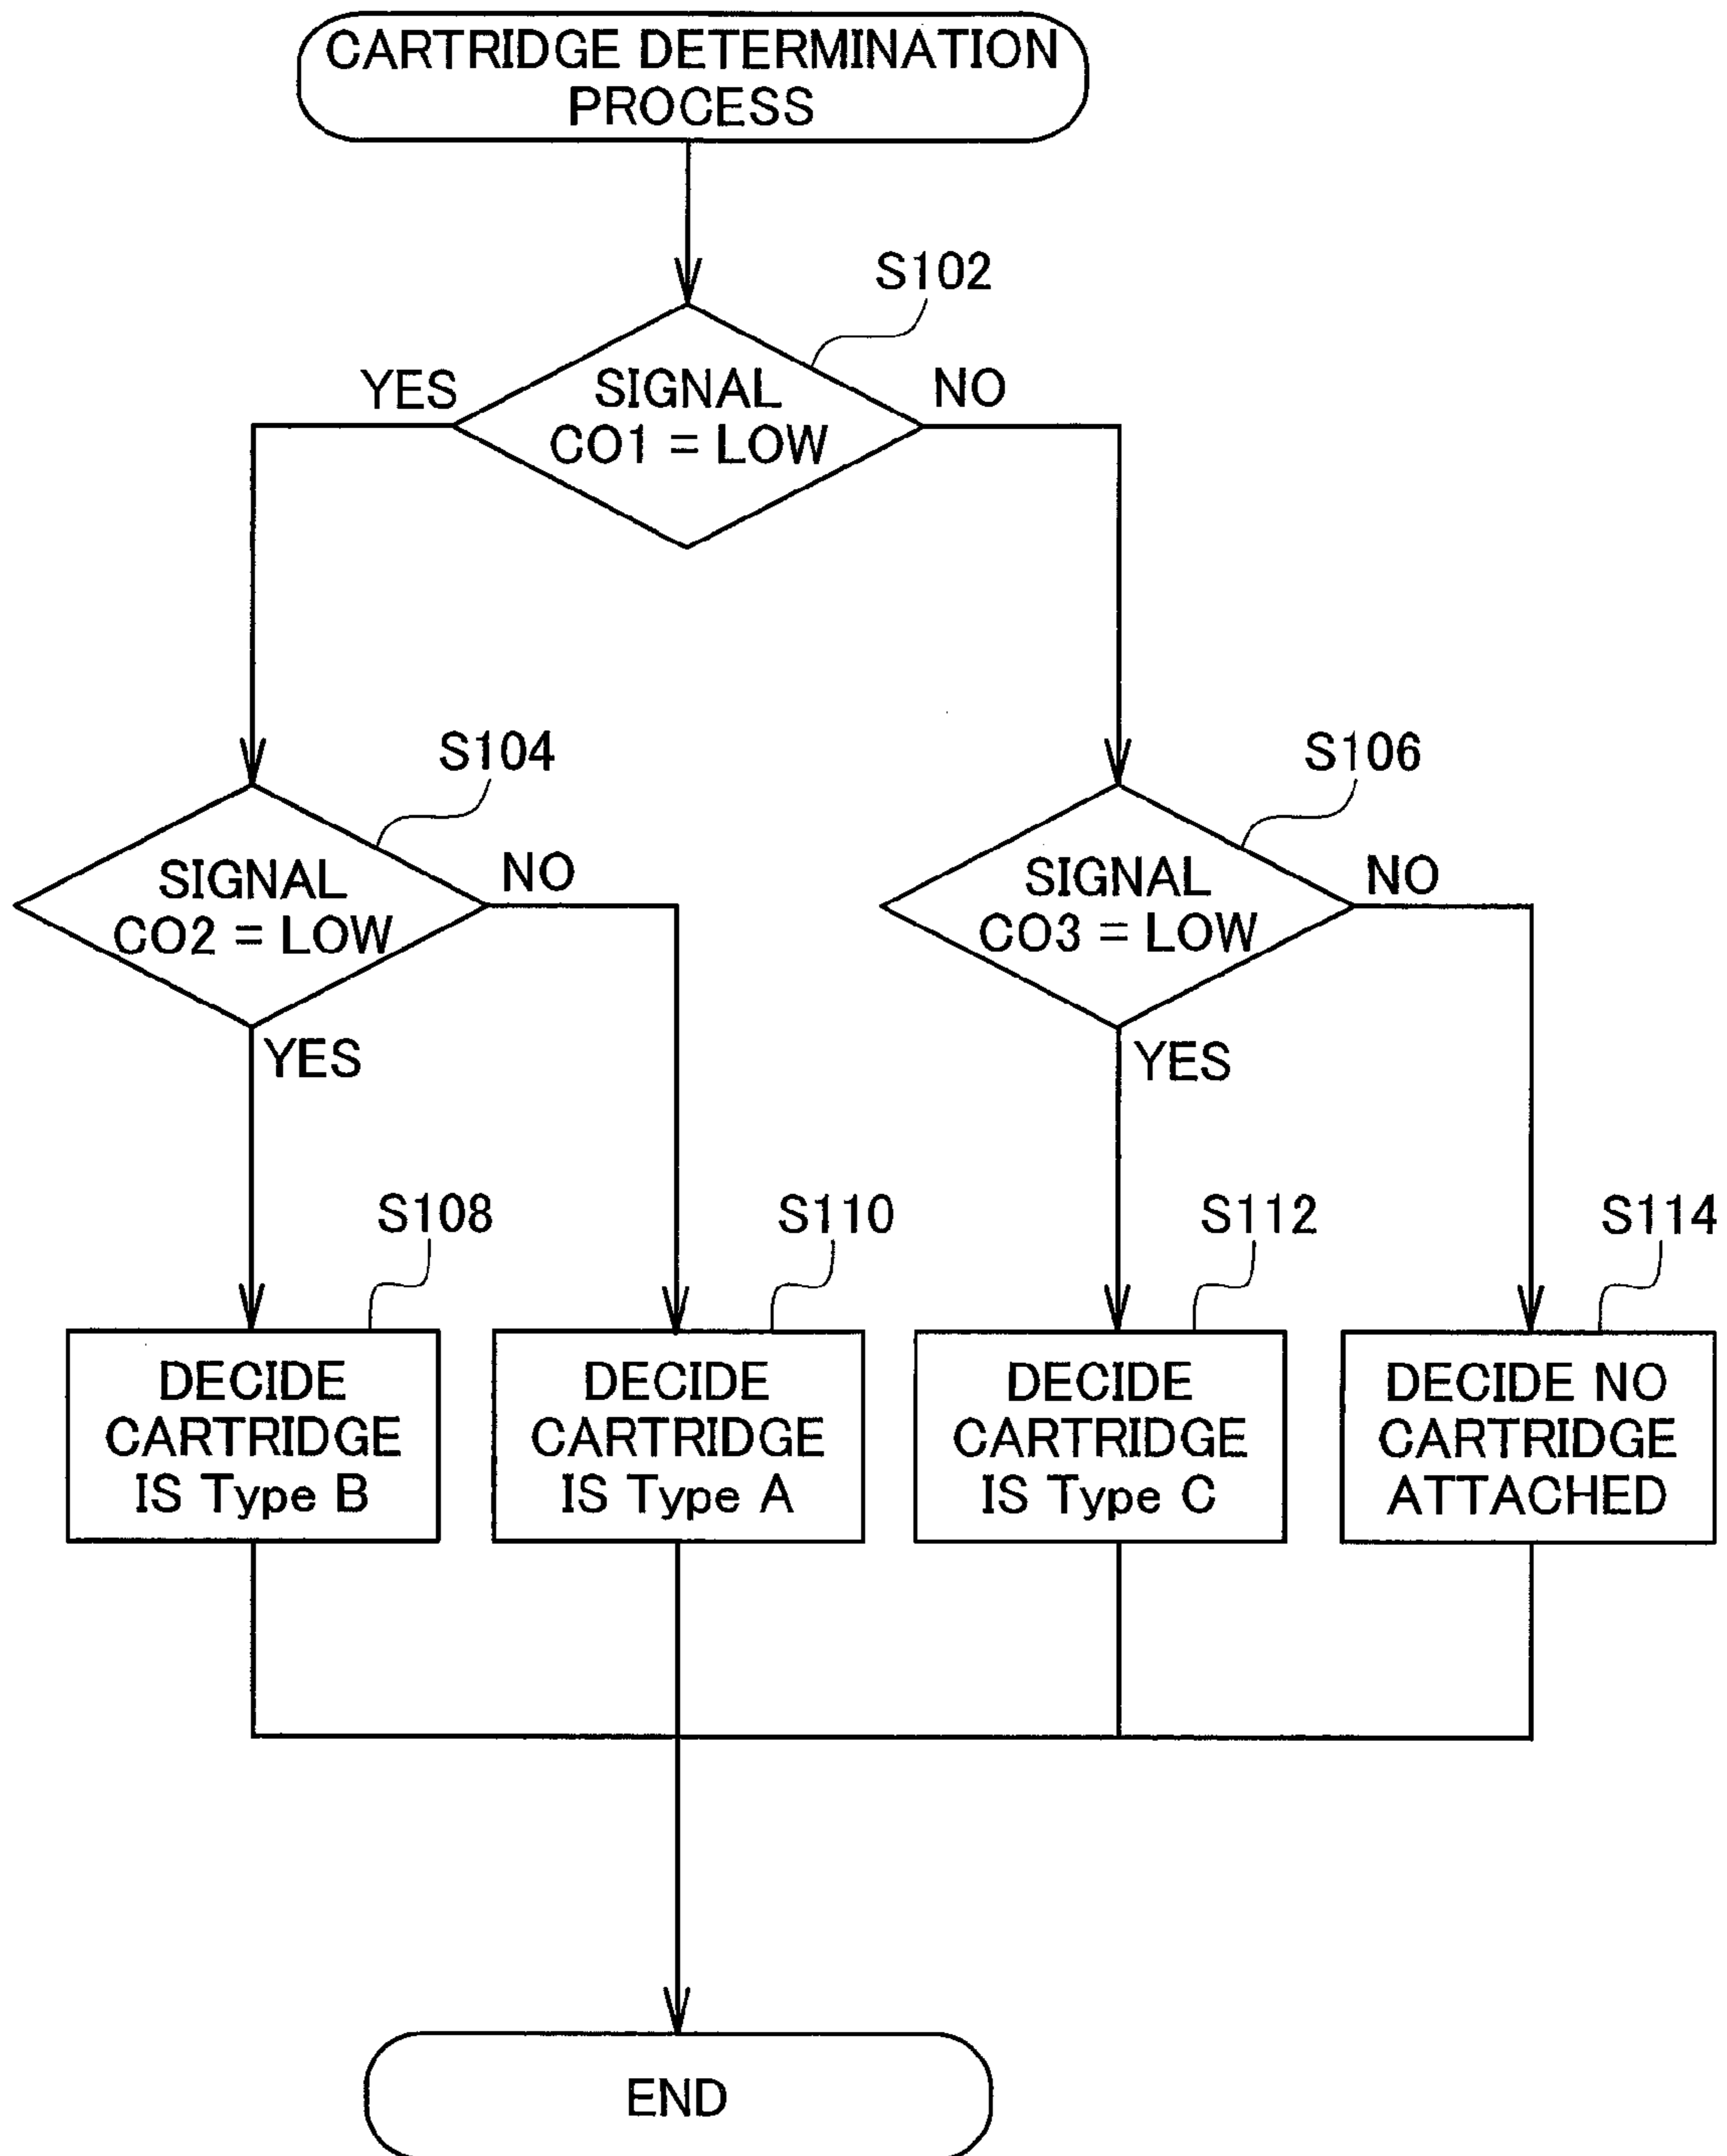 CARTRIDGE DETERMINATION
PROCESS
S102
YES
SIGNAL
CO1 = LOW
NO
S104
SIGNAL
CO2 = LOW
NO
YES
S106
SIGNAL
CO3 = LOW
NO
YES
S108
DECIDE
CARTRIDGE
IS Type B
S110
DECIDE
CARTRIDGE
IS Type A
S112
DECIDE
CARTRIDGE
IS Type C
S114
DECIDE NO
CARTRIDGE
ATTACHED
END